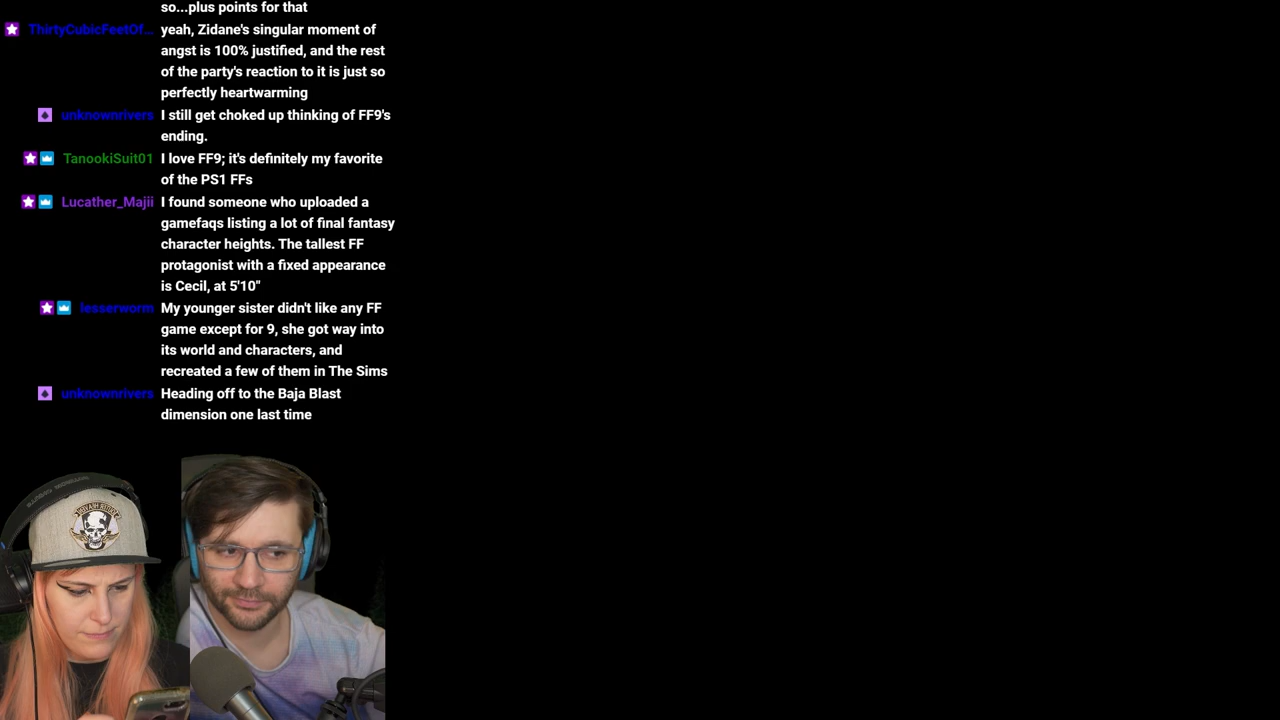 so...plus points for that
ThirtyCubicFeetOf... yeah, Zidane's singular moment of
angst is 100% justified, and the rest
of the party's reaction to it is just so
perfectly heartwarming
unknownrivers I still get choked up thinking of FF9's
ending.
TanookiSuit01 I love FF9; it's definitely my favorite
of the PS1 FFs
Lucather_Majii I found someone who uploaded a
gamefaqs listing a lot of final fantasy
character heights. The tallest FF
protagonist with a fixed appearance
is Cecil, at 5'10"
lesserworm My younger sister didn't like any FF
game except for 9, she got way into
its world and characters, and
recreated a few of them in The Sims
unknownrivers Heading off to the Baja Blast
dimension one last time